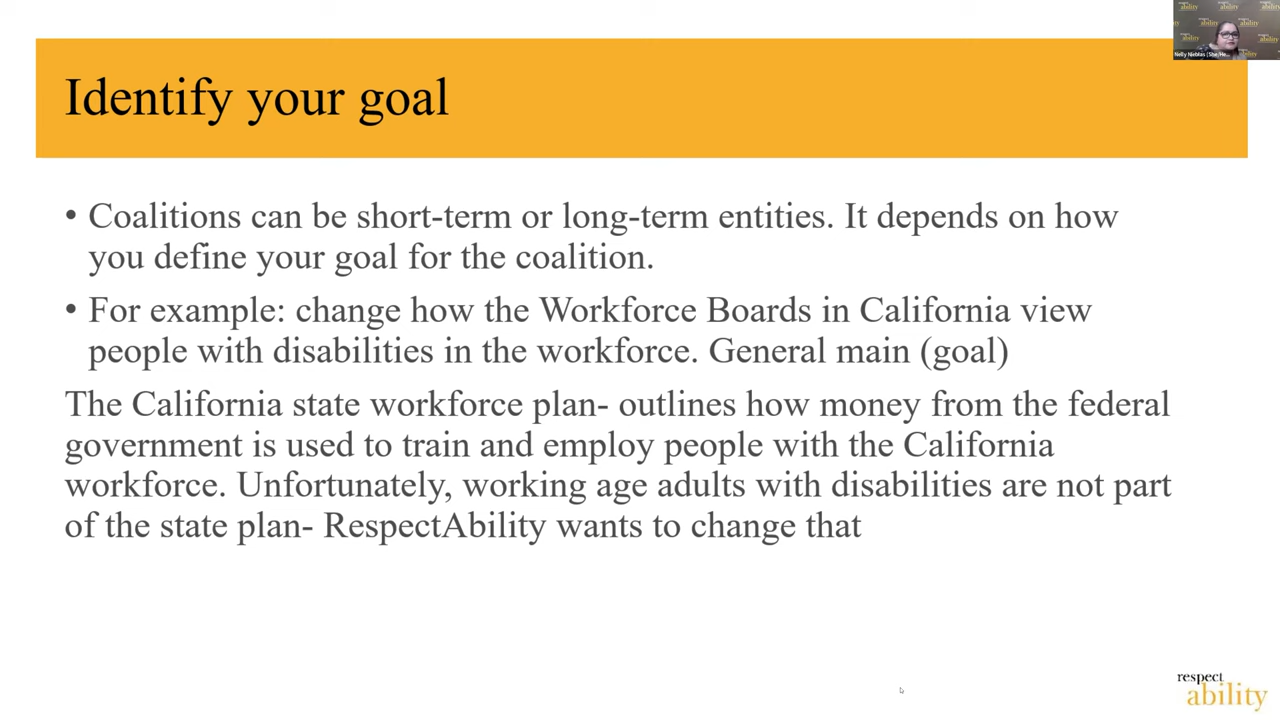 Identify your goal
• Coalitions can be short-term or long-term entities. It depends on how
you define your goal for the coalition.
• For example: change how the Workforce Boards in California view
people with disabilities in the workforce. General main (goal)
The California state workforce plan- outlines how money from the federal
government is used to train and employ people with the California
workforce. Unfortunately, working age adults with disabilities are not part
of the state plan- RespectAbility wants to change that
respect
ability